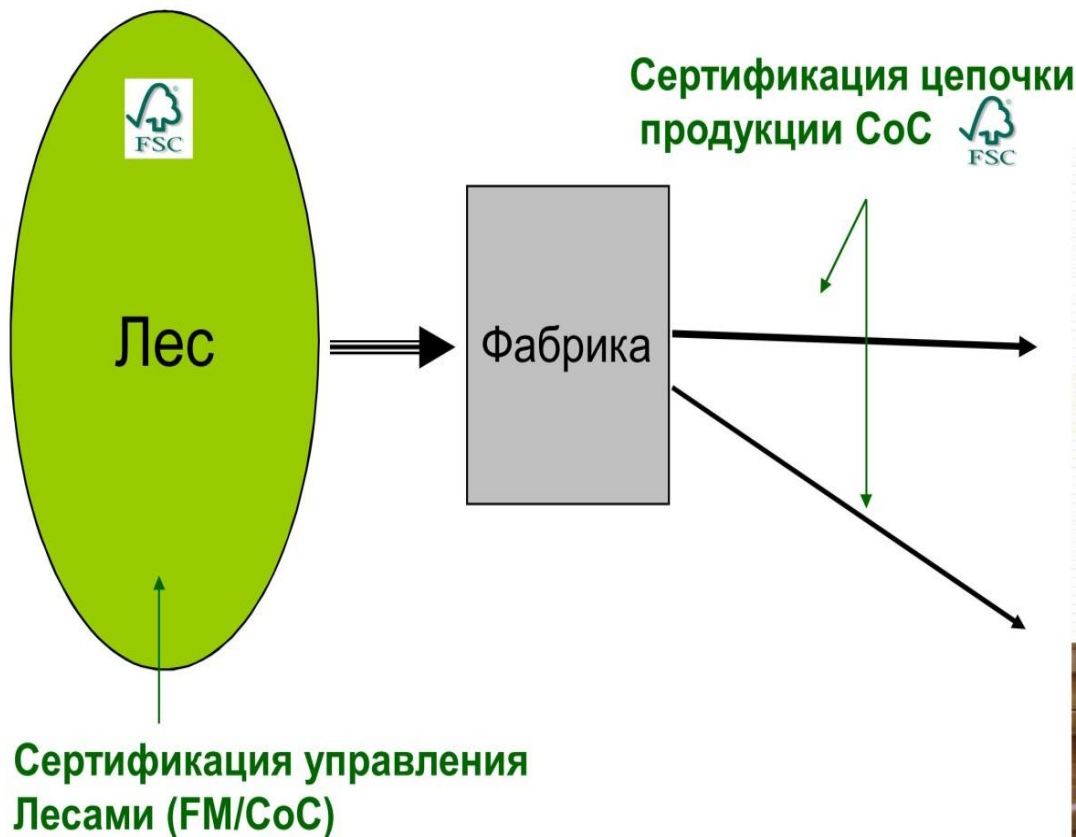 FSC
Сертификация цепочки
продукции CoC
FSC
Лес
Фабрика
Сертификация управления
Лесами (FM/CoC)